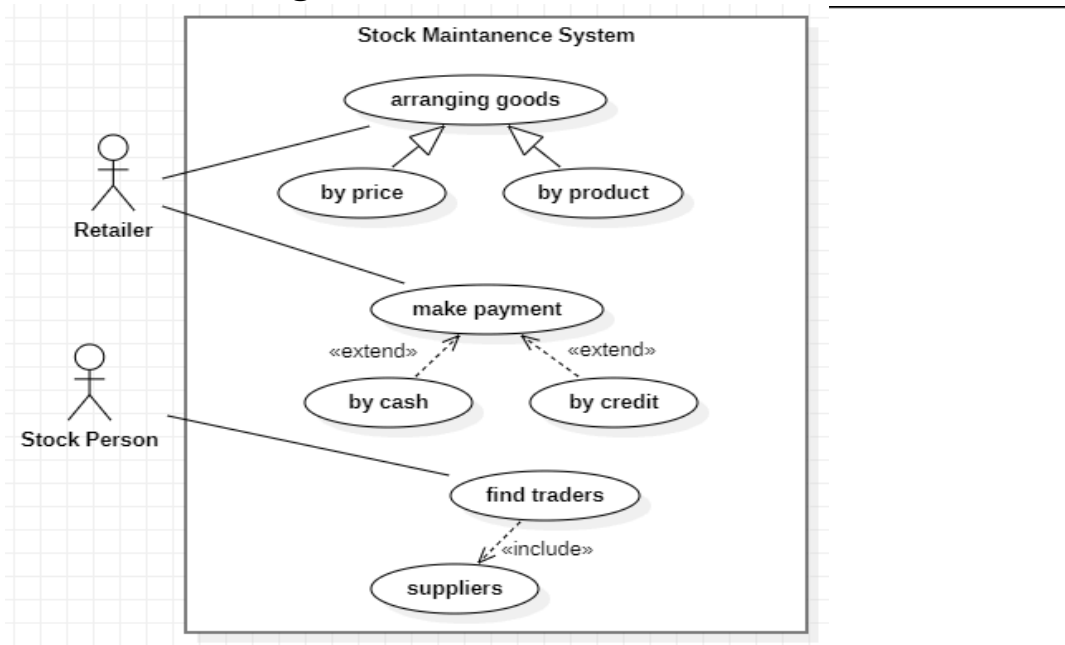 Stock Maintanence System
arranging goods
by price
by product
Retailer
make payment
«extend»
«extend»
by cash
by credit
Stock Person
find traders
«include»
suppliers